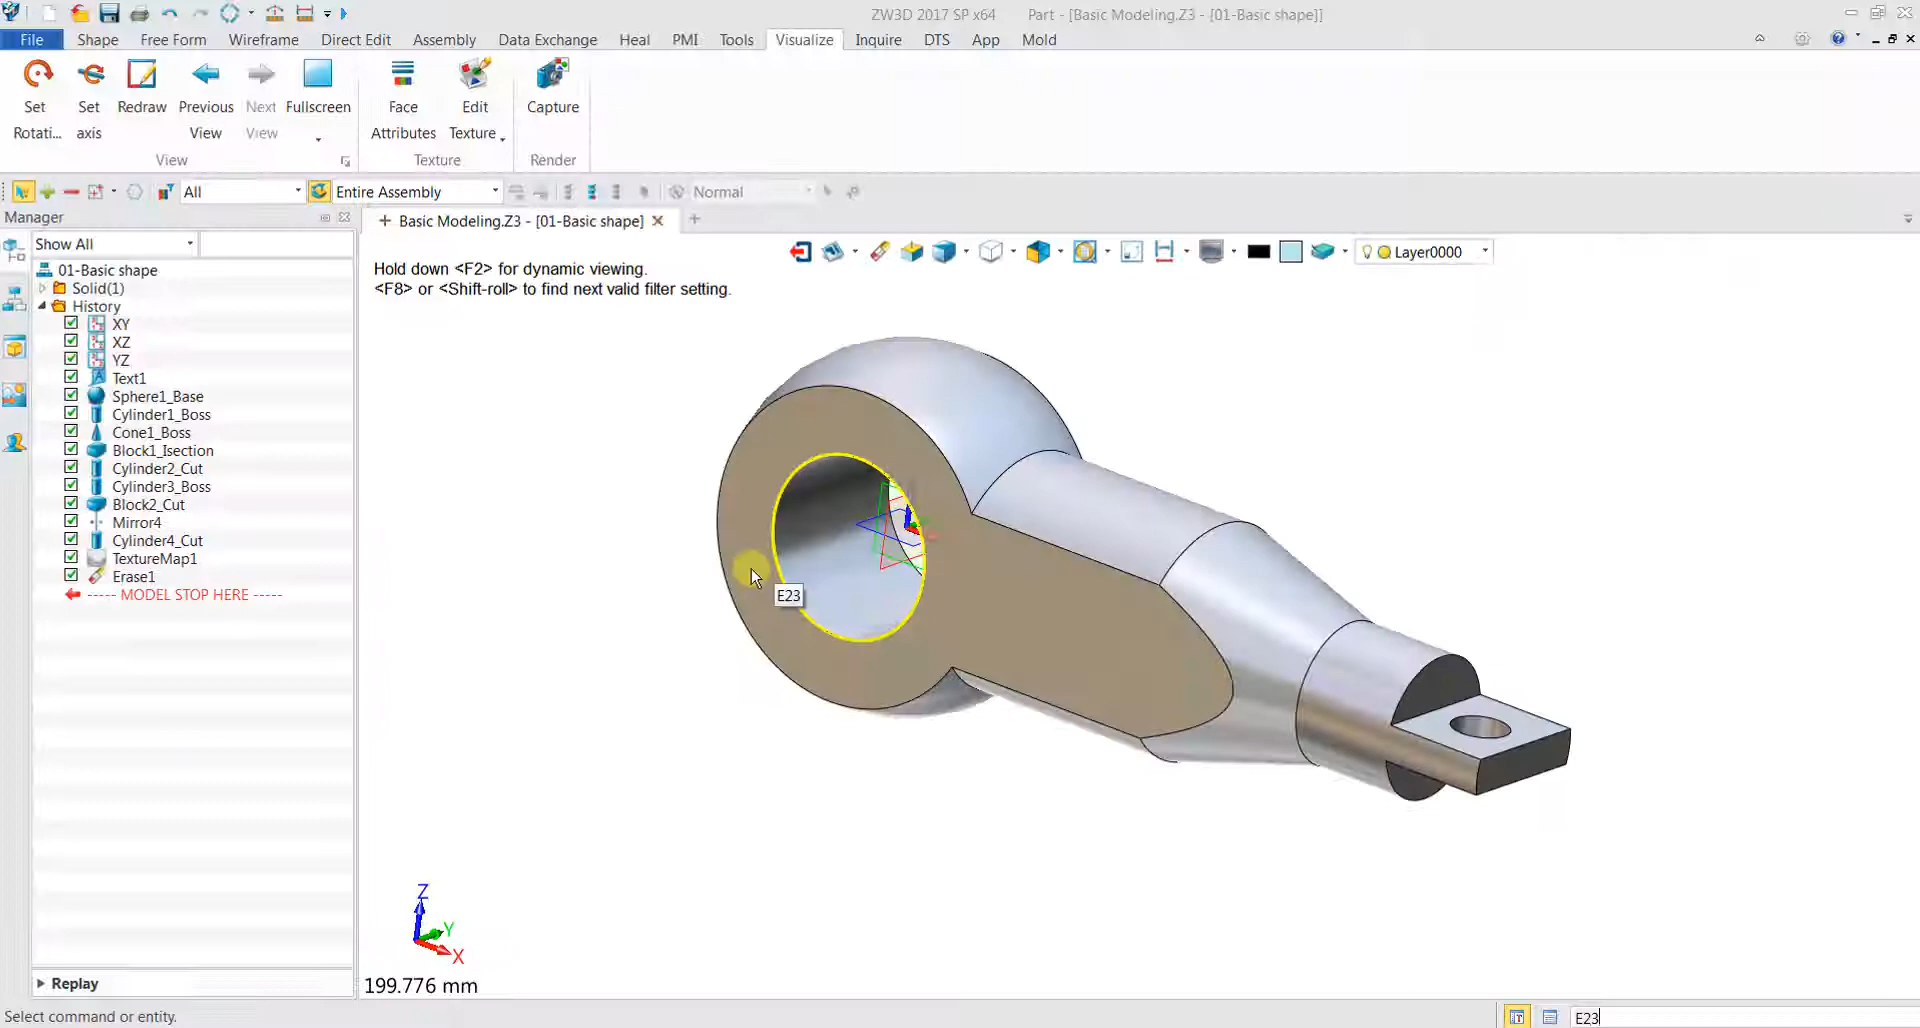 ZW3D 2017 SP x64 Part - [Basic Modeling.Z3 - [01-Basic shape]]
File Shape Free Form Wireframe Direct Edit Assembly Data Exchange Heal PMI Tools Visualize Inquire DTS App Mold
Set Rotati... Set axis Redraw Previous View Next View Fullscreen Face Attributes Edit Texture Capture
View Texture Render
All Entire Assembly Normal
Manager
Basic Modeling.Z3 - [01-Basic shape]
Show All
Layer0000
Hold down <F2> for dynamic viewing.
<F8> or <Shift-roll> to find next valid filter setting.
01-Basic shape
Solid(1)
History
XY
XZ
YZ
Text1
Sphere1_Base
Cylinder1_Boss
Cone1_Boss
Block1_Isection
Cylinder2_Cut
Cylinder3_Boss
Block2_Cut
Mirror4
Cylinder4_Cut
TextureMap1
Erase1
----- MODEL STOP HERE -----
E23
Z
Y
X
199.776 mm
Replay
Select command or entity.
E23